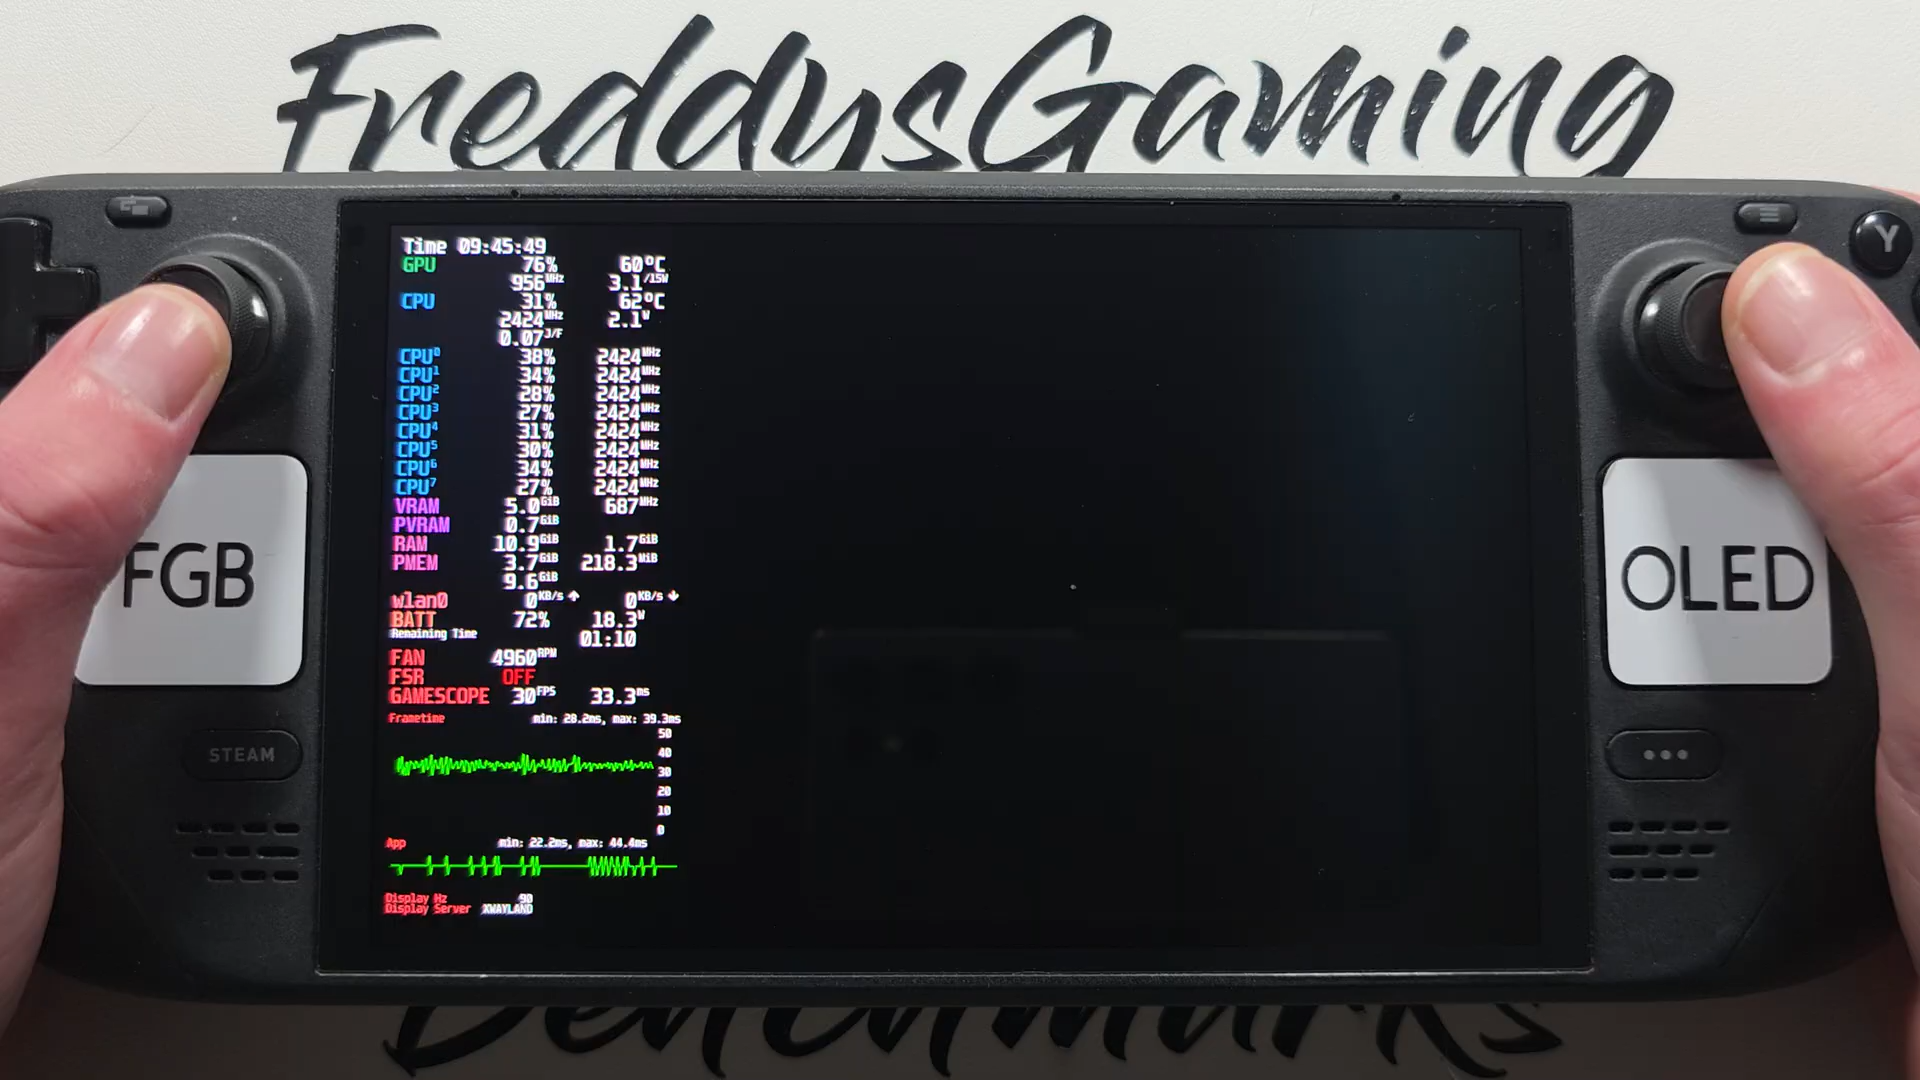 FreddysGaming
Time 09:45:49
GPU 76% 60°C
956MHz 3.1/15W
CPU 31% 62°C
2424MHz 2.1W
0.07J/F
CPU0 38% 2424MHz
CPU1 34% 2424MHz
CPU2 28% 2424MHz
CPU3 27% 2424MHz
CPU4 31% 2424MHz
CPU5 30% 2424MHz
CPU6 34% 2424MHz
CPU7 27% 2424MHz
VRAM 5.0GiB 687MHz
PVRAM 0.7GiB
RAM 10.9GiB 1.7GiB
PMEM 3.7GiB 218.3MiB
9.6GiB
wlan0 0KB/s ↑ 0KB/s ↓
BATT 72% 18.3W
Remaining Time 01:10
FAN 4960RPM
FSR OFF
GAMESCOPE 30FPS 33.3ms
Frametime min: 28.2ms, max: 39.3ms
50
40
30
20
10
0
App min: 22.2ms, max: 44.4ms
Display Hz 90
Display Server XWAYLAND
Y
FGB
OLED
STEAM
Benchmarks